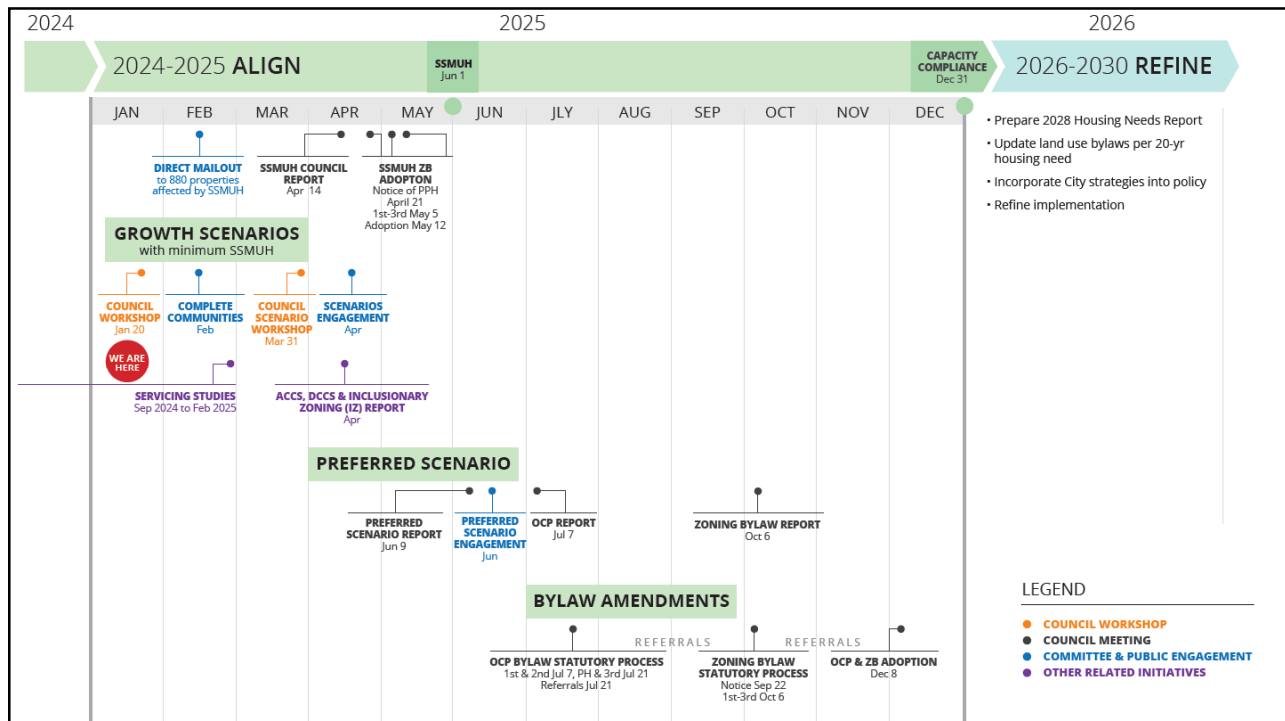 2024
2025
2026
2024-2025 ALIGN
SSMUH
Jun 1
CAPACITY
COMPLIANCE
Dec 31
2026-2030 REFINE
JAN FEB MAR APR MAY JUN JLY AUG SEP OCT NOV DEC
• Prepare 2028 Housing Needs Report
• Update land use bylaws per 20-yr
housing need
• Incorporate City strategies into policy
• Refine implementation
DIRECT MAILOUT
to 880 properties
affected by SSMUH
SSMUH COUNCIL
REPORT
Apr 14
SSMUH ZB
ADOPTON
Notice of PPH
April 21
1st-3rd May 5
Adoption May 12
GROWTH SCENARIOS
with minimum SSMUH
COUNCIL
WORKSHOP
Jan 20
COMPLETE
COMMUNITIES
Feb
COUNCIL
SCENARIO
WORKSHOP
Mar 31
SCENARIOS
ENGAGEMENT
Apr
WE ARE
HERE
SERVICING STUDIES
Sep 2024 to Feb 2025
ACCS, DCCS & INCLUSIONARY
ZONING (IZ) REPORT
Apr
PREFERRED SCENARIO
PREFERRED
SCENARIO REPORT
Jun 9
PREFERRED
SCENARIO
ENGAGEMENT
Jun
OCP REPORT
Jul 7
ZONING BYLAW REPORT
Oct 6
BYLAW AMENDMENTS
REFERRALS
REFERRALS
OCP BYLAW STATUTORY PROCESS
1st & 2nd Jul 7, PH & 3rd Jul 21
Referrals Jul 21
ZONING BYLAW
STATUTORY PROCESS
Notice Sep 22
1st-3rd Oct 6
OCP & ZB ADOPTION
Dec 8
LEGEND
COUNCIL WORKSHOP
COUNCIL MEETING
COMMITTEE & PUBLIC ENGAGEMENT
OTHER RELATED INITIATIVES